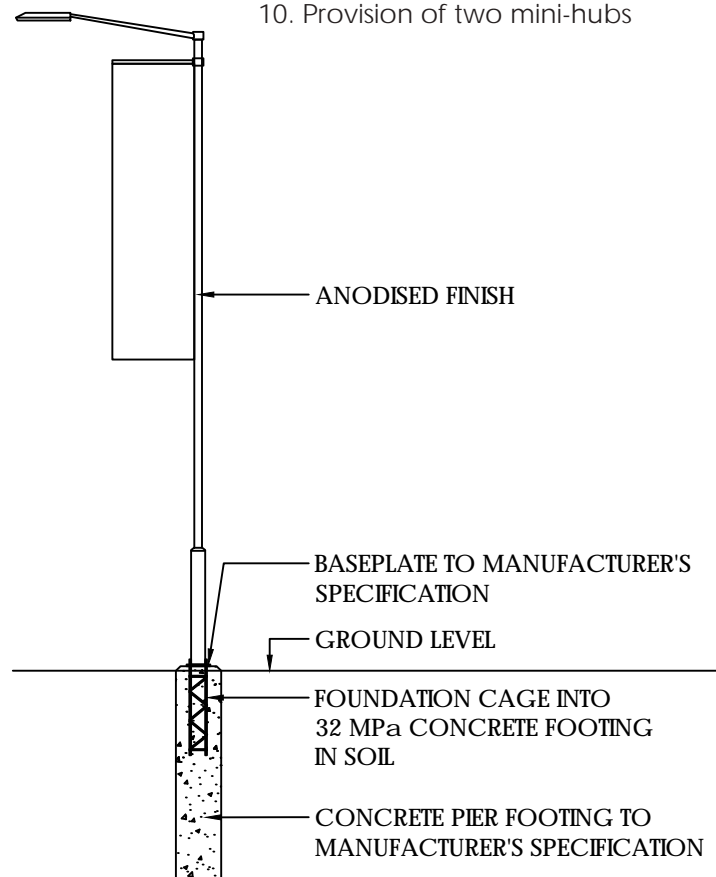 10. Provision of two mini-hubs
ANODISED FINISH
BASEPLATE TO MANUFACTURER'S
SPECIFICATION
GROUND LEVEL
FOUNDATION CAGE INTO
32 MPa CONCRETE FOOTING
IN SOIL
CONCRETE PIER FOOTING TO
MANUFACTURER'S SPECIFICATION